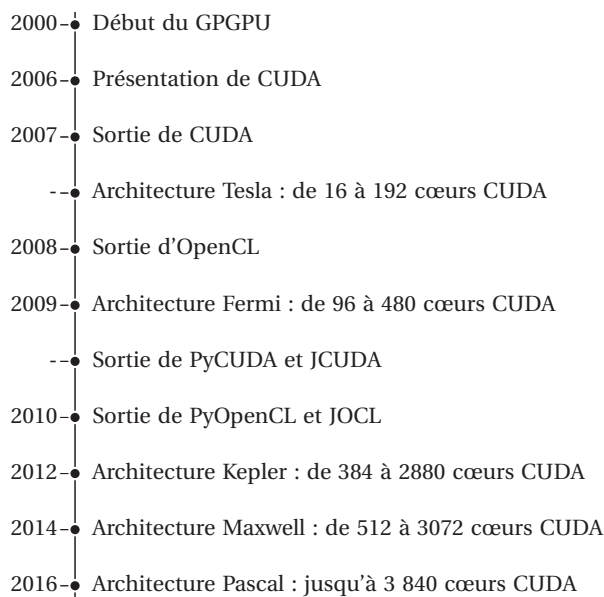 2000 Début du GPGPU
2006 Présentation de CUDA
2007 Sortie de CUDA
-- Architecture Tesla : de 16 à 192 cœurs CUDA
2008 Sortie d'OpenCL
2009 Architecture Fermi : de 96 à 480 cœurs CUDA
-- Sortie de PyCUDA et JCUDA
2010 Sortie de PyOpenCL et JOCL
2012 Architecture Kepler : de 384 à 2880 cœurs CUDA
2014 Architecture Maxwell : de 512 à 3072 cœurs CUDA
2016 Architecture Pascal : jusqu'à 3 840 cœurs CUDA